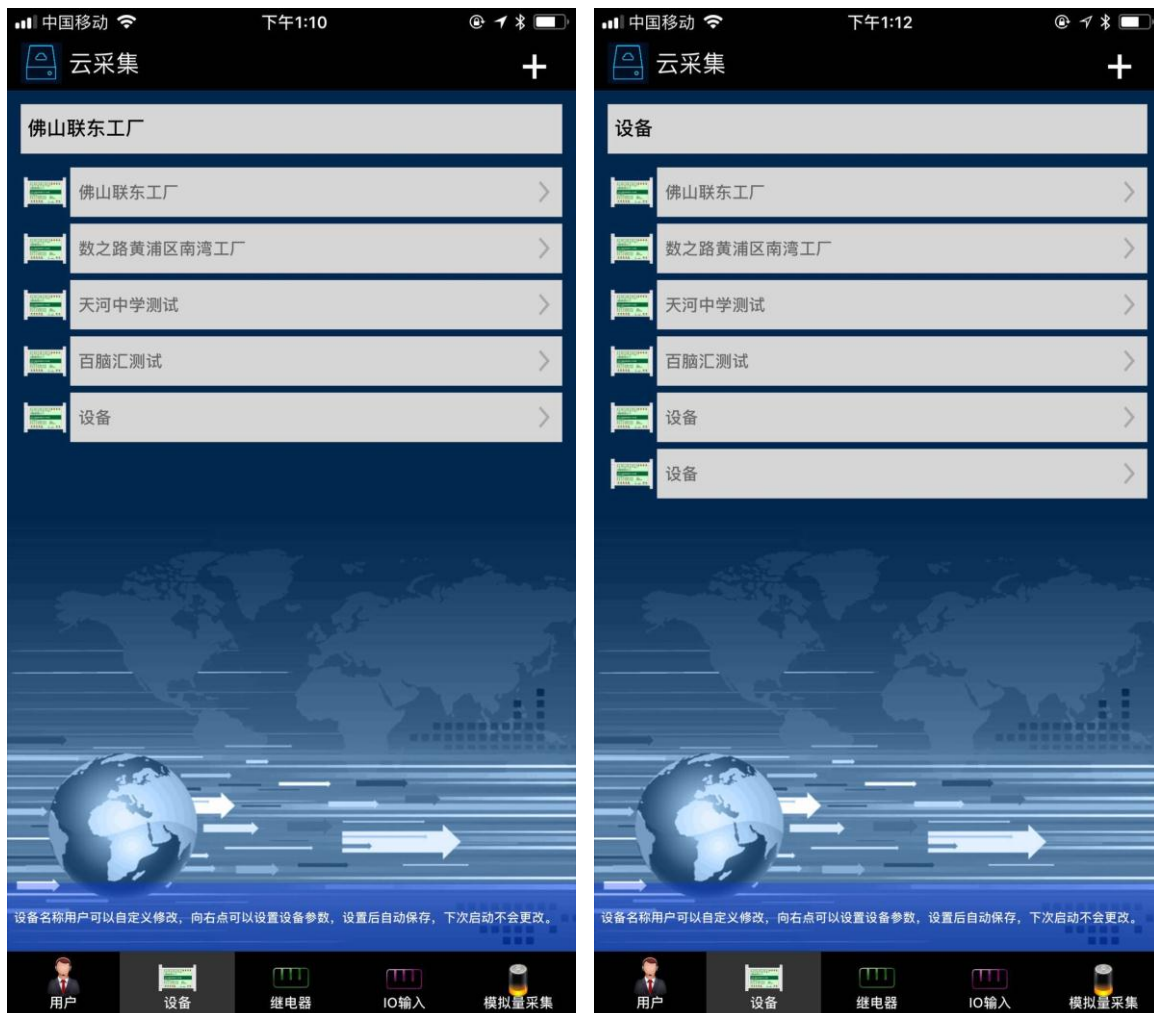 中国移动 下午1:10
云采集
佛山联东工厂
佛山联东工厂
数之路黄浦区南湾工厂
天河中学测试
百脑汇测试
设备
设备名称用户可以自定义修改，向右点可以设置设备参数，设置后自动保存，下次启动不会更改。
用户 设备 继电器 IO输入 模拟量采集
中国移动 下午1:12
云采集
设备
佛山联东工厂
数之路黄浦区南湾工厂
天河中学测试
百脑汇测试
设备
设备
设备名称用户可以自定义修改，向右点可以设置设备参数，设置后自动保存，下次启动不会更改。
用户 设备 继电器 IO输入 模拟量采集